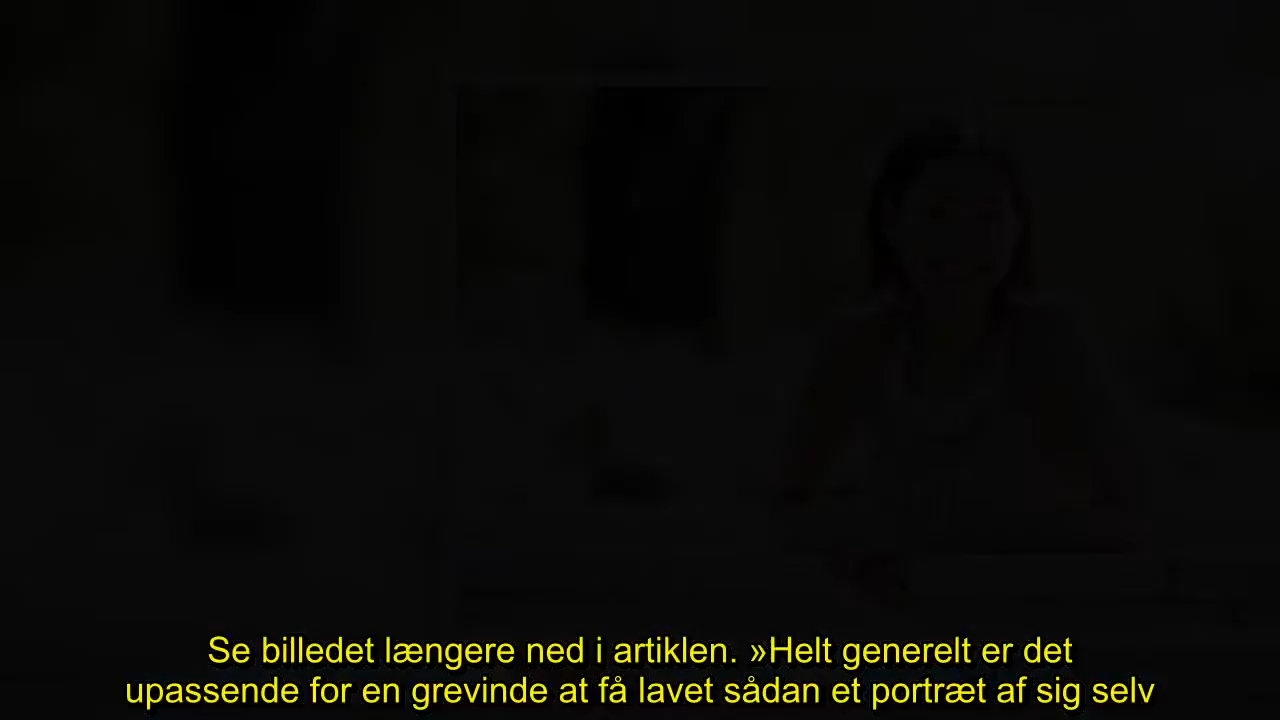 Se billedet længere ned i artiklen. »Helt generelt er det
upassende for en grevinde at få lavet sådan et portræt af sig selv